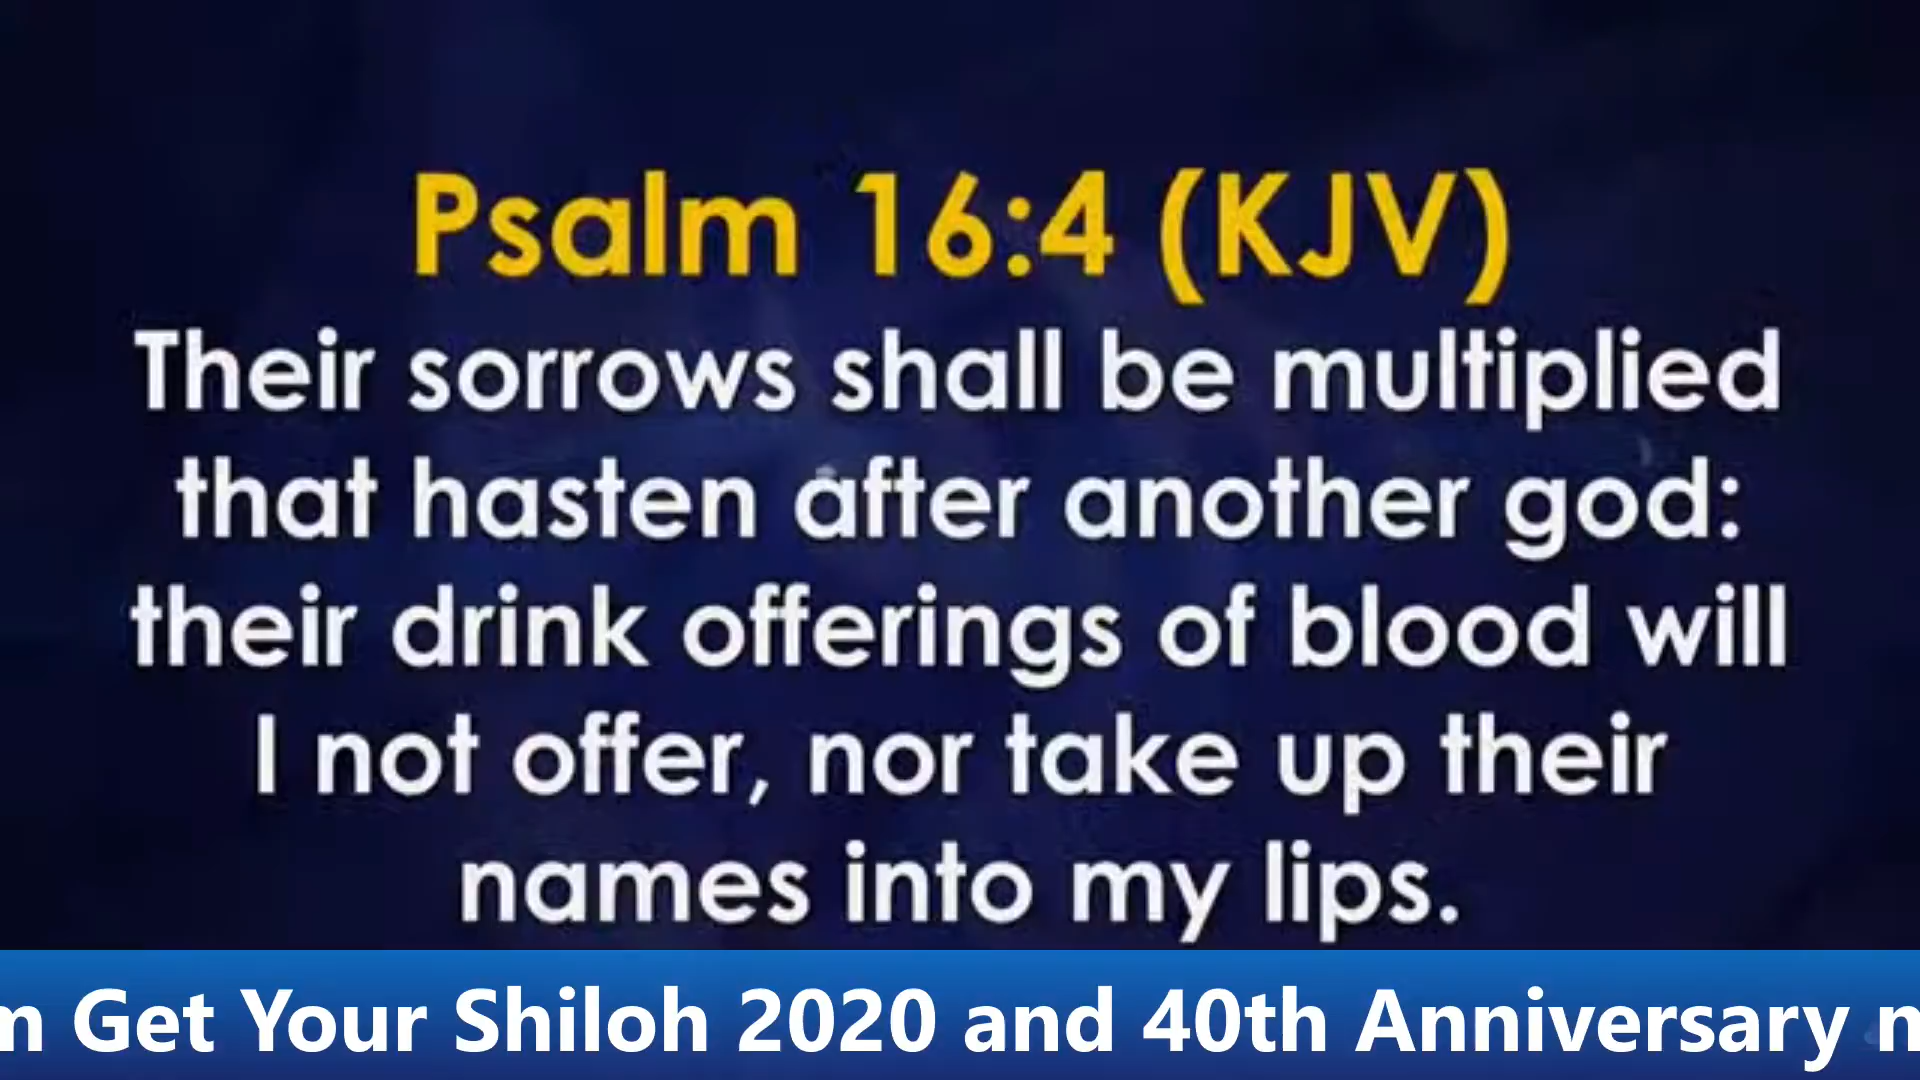 Psalm 16:4 (KJV)
Their sorrows shall be multiplied
that hasten after another god:
their drink offerings of blood will
I not offer, nor take up their
names into my lips.
Get Your Shiloh 2020 and 40th Anniversary